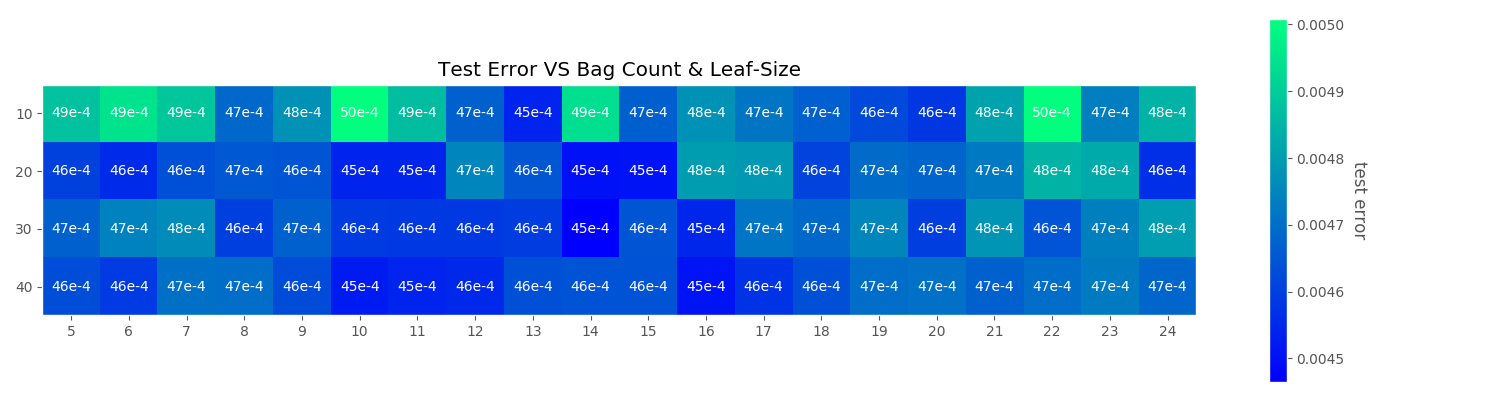 0.0050
Test Error VS Bag Count & Leaf-Size
0.0049
10 49e-4 49e-4 49e-4 47e-4 48e-4 50e-4 49e-4 47e-4 45e-4 49e-4 47e-4 48e-4 47e-4 47e-4 46e-4 46e-4 48e-4 50e-4 47e-4 48e-4
0.0048
20 46e-4 46e-4 46e-4 47e-4 46e-4 45e-4 45e-4 47e-4 46e-4 45e-4 45e-4 48e-4 48e-4 46e-4 47e-4 47e-4 47e-4 48e-4 48e-4 46e-4
test error
0.0047
30 47e-4 47e-4 48e-4 46e-4 47e-4 46e-4 46e-4 46e-4 46e-4 45e-4 46e-4 45e-4 47e-4 47e-4 47e-4 46e-4 48e-4 46e-4 47e-4 48e-4
0.0046
40 46e-4 46e-4 47e-4 47e-4 46e-4 45e-4 45e-4 46e-4 46e-4 46e-4 46e-4 45e-4 46e-4 46e-4 47e-4 47e-4 47e-4 47e-4 47e-4 47e-4
5 6 7 8 9 10 11 12 13 14 15 16 17 18 19 20 21 22 23 24
0.0045